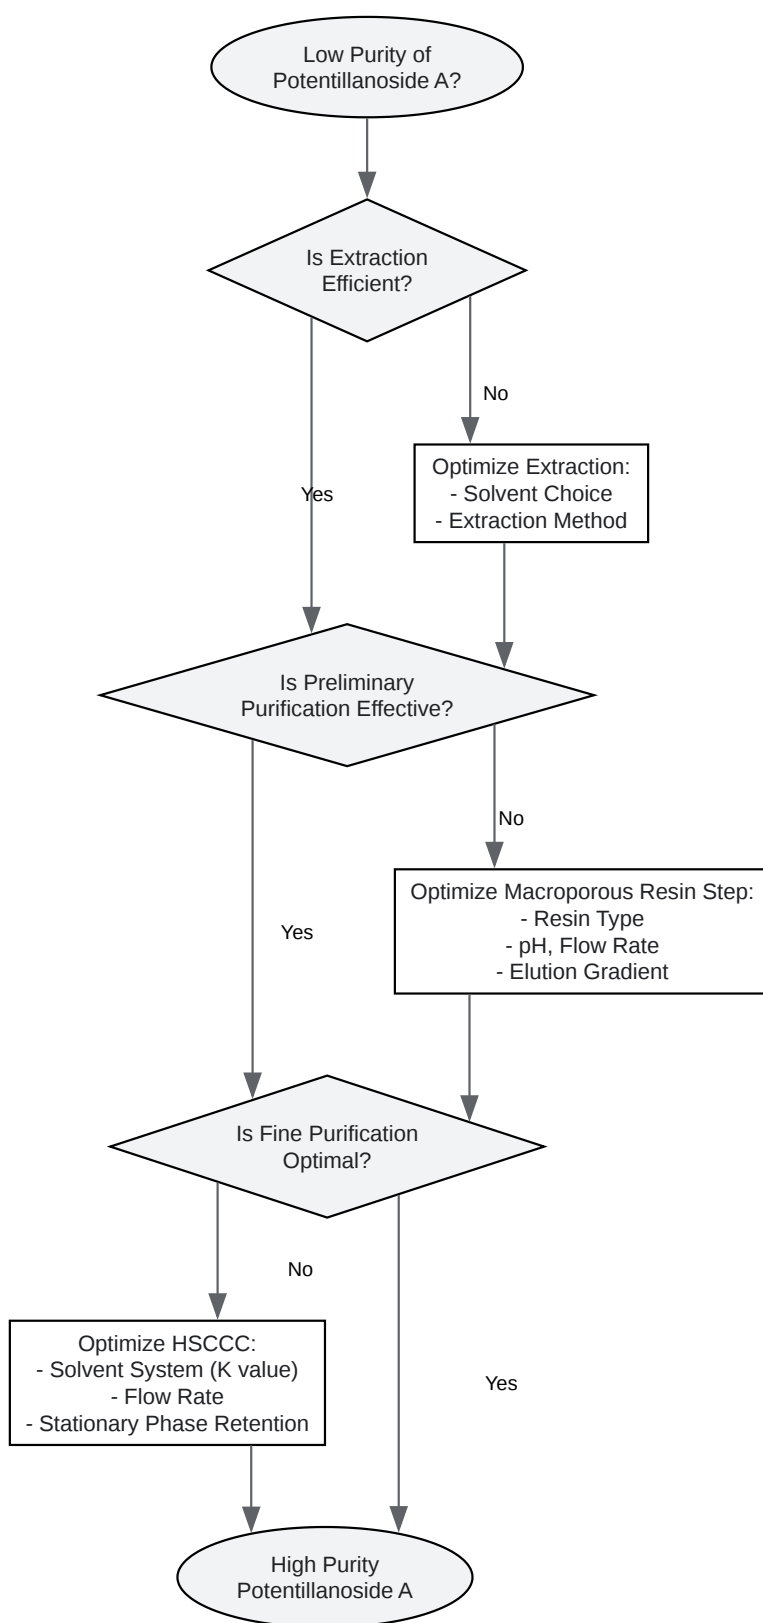 Low Purity of
Potentillanoside A?
Is Extraction
Efficient?
No
Optimize Extraction:
- Solvent Choice
- Extraction Method
Yes
Is Preliminary
Purification Effective?
No
Optimize Macroporous Resin Step:
- Resin Type
- pH, Flow Rate
- Elution Gradient
Yes
Is Fine Purification
Optimal?
No
Optimize HSCCC:
- Solvent System (K value)
- Flow Rate
- Stationary Phase Retention
Yes
High Purity
Potentillanoside A